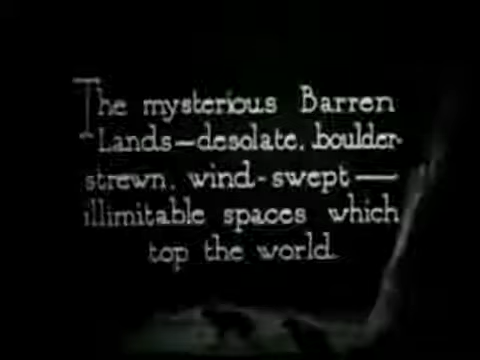 The mysterious Barren
Lands—desolate, boulder-
strewn, wind-swept—
illimitable spaces which
top the world.